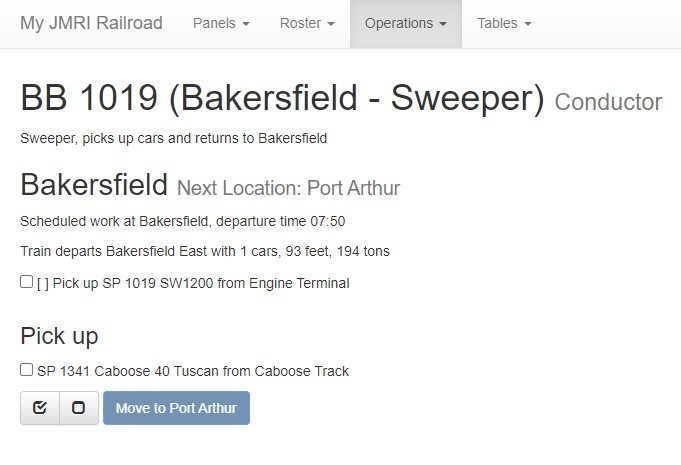 My JMRI Railroad Panels Roster Operations Tables
BB 1019 (Bakersfield - Sweeper) Conductor
Sweeper, picks up cars and returns to Bakersfield
Bakersfield Next Location: Port Arthur
Scheduled work at Bakersfield, departure time 07:50
Train departs Bakersfield East with 1 cars, 93 feet, 194 tons
[ ] Pick up SP 1019 SW1200 from Engine Terminal
Pick up
SP 1341 Caboose 40 Tuscan from Caboose Track
Move to Port Arthur